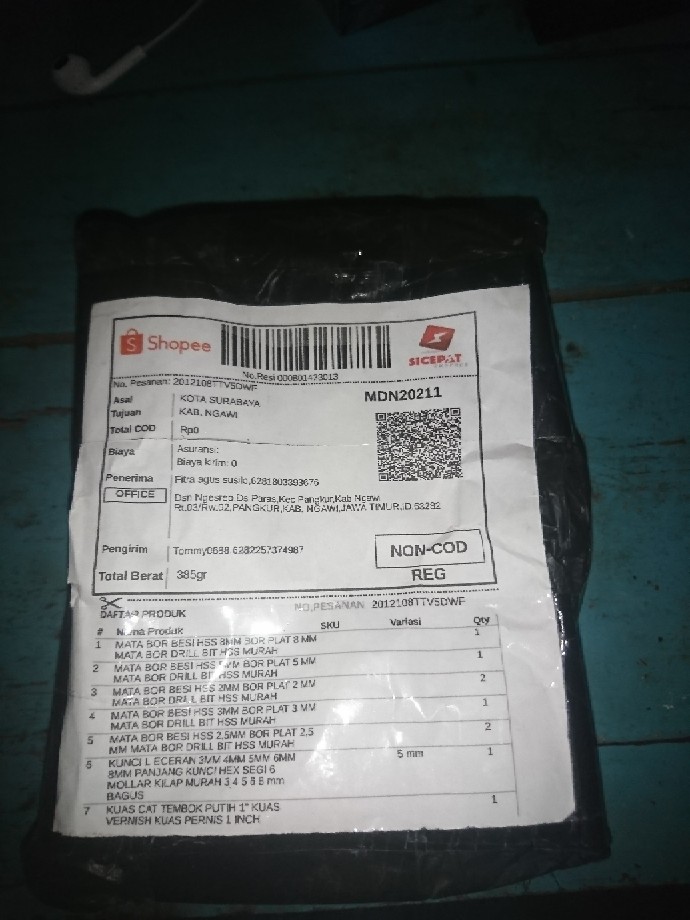 Shopee
SICEPAT
No.Resi 000801473013
No. Pesanan: 2012108TTV5DWF
MDN20211
Asal KOTA SURABAYA
Tujuan KAB. NGAWI
Total COD Rp0
Biaya Asuransi:
Biaya kirim: 0
Penerima Fitra agus susilo,6281803393676
OFFICE
Dsn Ngesrep Ds Paras,Kec Pangkur,Kab Ngawi
Rt.03/Rw.02,PANGKUR,KAB. NGAWI,JAWA TIMUR,ID,63282
Pengirim Tommy0688,6282257374987
NON-COD
Total Berat 385gr
REG
NO.PESANAN 2012108TTV5DWF
DAFTAR PRODUK
# Nama Produk SKU Variasi Qty
1 MATA BOR BESI HSS 8MM BOR PLAT 8 MM 1
MATA BOR DRILL BIT HSS MURAH
2 MATA BOR BESI HSS 5MM BOR PLAT 5 MM 1
MATA BOR DRILL BIT HSS MURAH
3 MATA BOR BESI HSS 2MM BOR PLAT 2 MM 2
MATA BOR DRILL BIT HSS MURAH
4 MATA BOR BESI HSS 3MM BOR PLAT 3 MM 1
MATA BOR DRILL BIT HSS MURAH
5 MATA BOR BESI HSS 2.5MM BOR PLAT 2.5 2
MM MATA BOR DRILL BIT HSS MURAH
6 KUNCI L ECERAN 3MM 4MM 5MM 6MM 5 mm 1
8MM PANJANG KUNCI HEX SEGI 6
MOLLAR KILAP MURAH 3 4 5 6 8 mm
BAGUS
7 KUAS CAT TEMBOK PUTIH 1" KUAS 1
VERNISH KUAS PERNIS 1 INCH